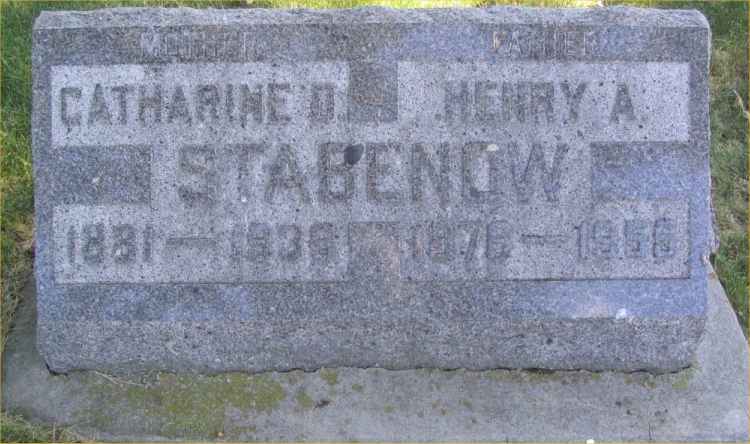 MOTHER FATHER
CATHARINE D. HENRY A.
STABENOW
1881 — 1936 1876 — 1956